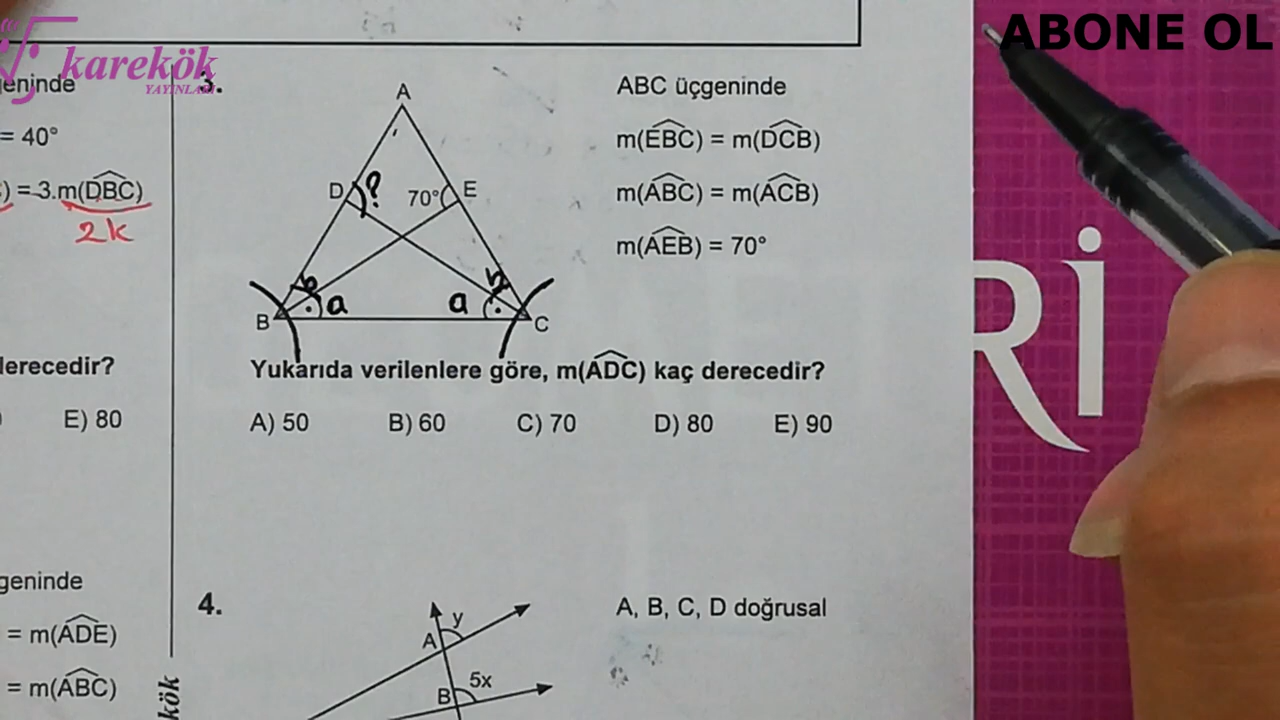 ABONE OL
karekök
YAYINLARI
eninde
= 40°
) = 3.m(DBC)
2k
derecedir?
E) 80
geninde
= m(ADE)
= m(ABC)
kök
3.
A
D
?
70°
E
b
b
a
a
B
C
ABC üçgeninde
m(EBC) = m(DCB)
m(ABC) = m(ACB)
m(AEB) = 70°
Yukarıda verilenlere göre, m(ADC) kaç derecedir?
A) 50 B) 60 C) 70 D) 80 E) 90
4.
A
y
B
5x
A, B, C, D doğrusal
Rİ